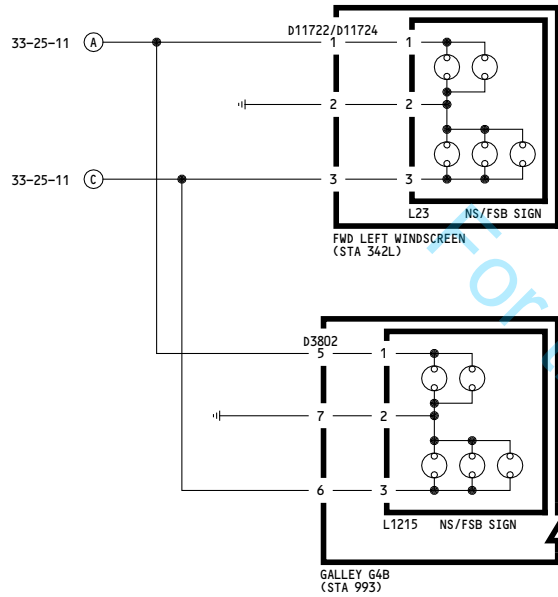 33-25-11 A
D11722/D11724
1 1
2 2
33-25-11 C
3 3
L23 NS/FSB SIGN
FWD LEFT WINDSCREEN
(STA 342L)
For
D3802
5 1
7 2
6 3
L1215 NS/FSB SIGN
GALLEY G4B
(STA 993)